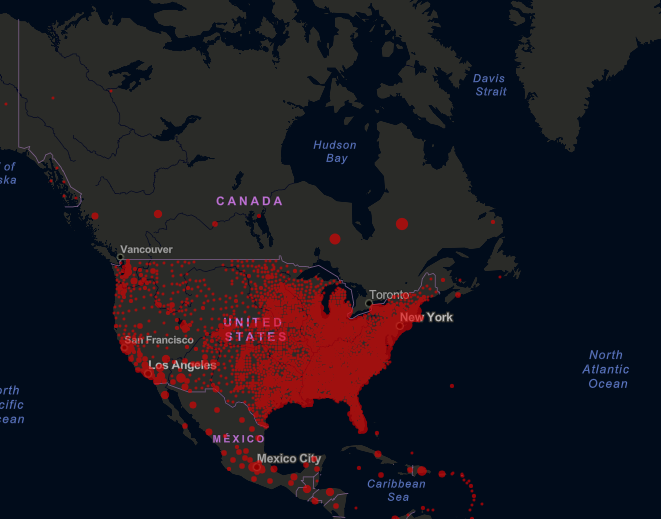 Davis
Strait
Hudson
Bay
of
ska
CANADA
Vancouver
Toronto
New York
UNITED
STATES
San Francisco
Los Angeles
North
Atlantic
Ocean
orth
cific
cean
MÉXICO
Mexico City
Caribbean
Sea